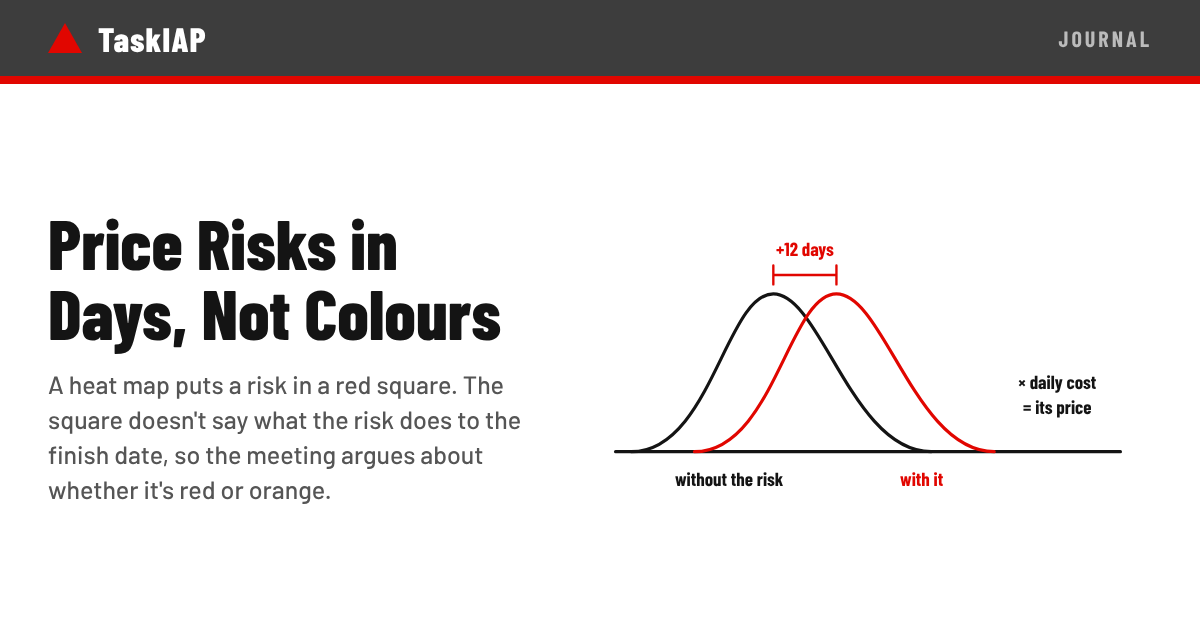 TaskIAP
JOURNAL
Price Risks in
Days, Not Colours
A heat map puts a risk in a red square. The
square doesn't say what the risk does to the
finish date, so the meeting argues about
whether it's red or orange.
+12 days
× daily cost
= its price
without the risk
with it